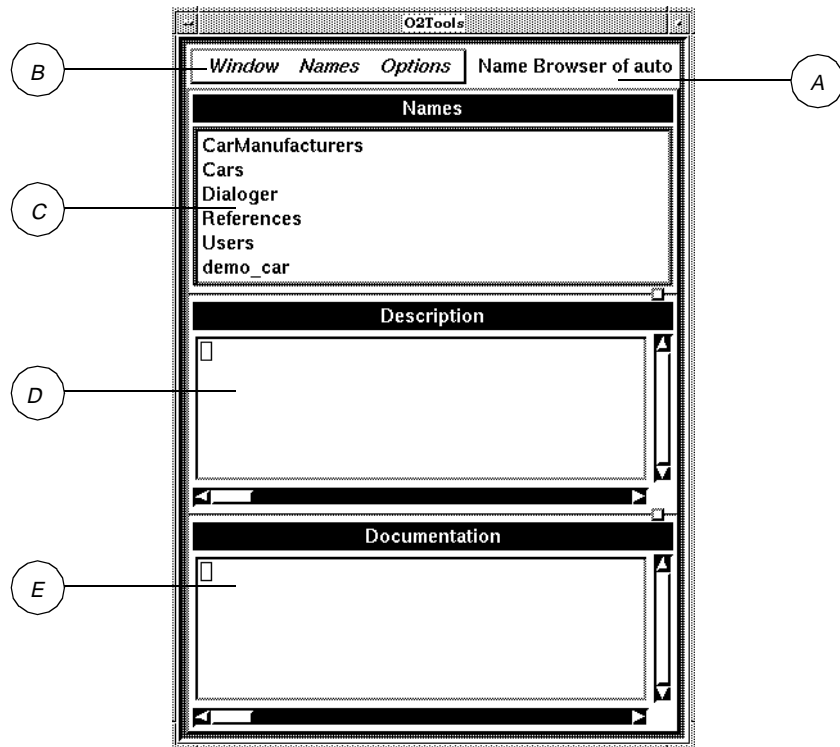 O2Tools
B
Window Names Options
Name Browser of auto
A
Names
C
CarManufacturers
Cars
Dialoger
References
Users
demo_car
Description
D
Documentation
E